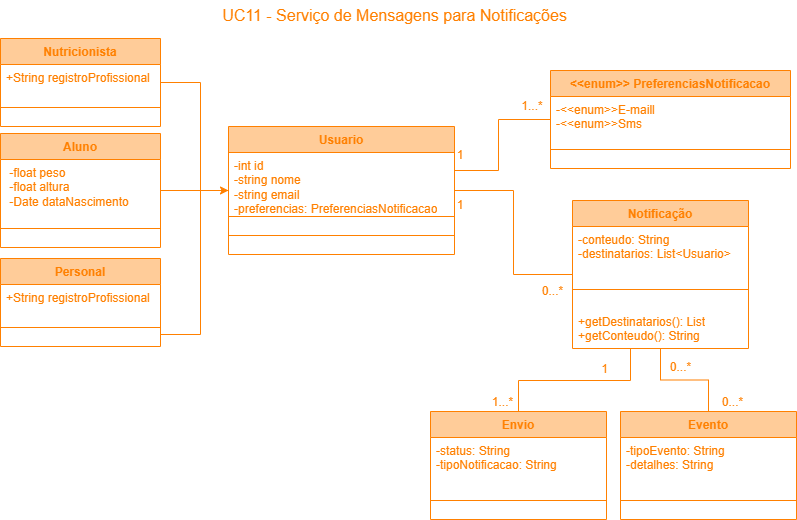 UC11 - Serviço de Mensagens para Notificações
Nutricionista
+String registroProfissional
Aluno
-float peso
-float altura
-Date dataNascimento
Personal
+String registroProfissional
Usuario
-int id
-string nome
-string email
-preferencias: PreferenciasNotificacao
1
1...*
1
0...*
<<enum>> PreferenciasNotificacao
-<<enum>>E-maill
-<<enum>>Sms
Notificação
-conteudo: String
-destinatarios: List<Usuario>
+getDestinatarios(): List
+getConteudo(): String
1
0...*
1...*
0...*
Envio
-status: String
-tipoNotificacao: String
Evento
-tipoEvento: String
-detalhes: String